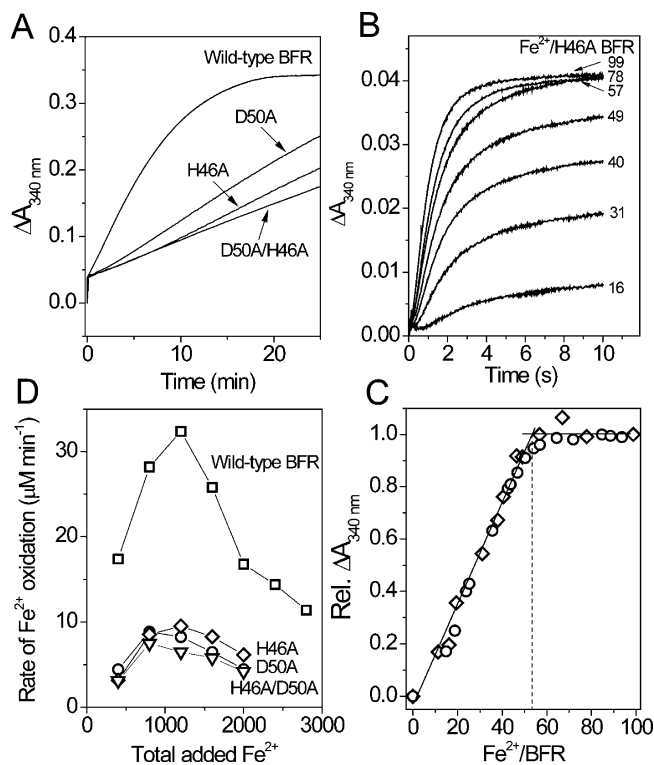 A
Wild-type BFR
D50A
H46A
D50A/H46A
0.4
0.3
0.2
0.1
0.0
ΔA340 nm
0
10
20
Time (min)
B
Fe2+/H46A BFR
99
78
57
49
40
31
16
0.04
0.03
0.02
0.01
0.00
ΔA340 nm
0
2
4
6
8
10
Time (s)
D
Wild-type BFR
H46A
D50A
H46A/D50A
30
20
10
0
Rate of Fe2+ oxidation (μM min-1)
0
1000
2000
3000
Total added Fe2+
C
1.0
0.8
0.6
0.4
0.2
0.0
Rel. ΔA340 nm
0
20
40
60
80
100
Fe2+/BFR